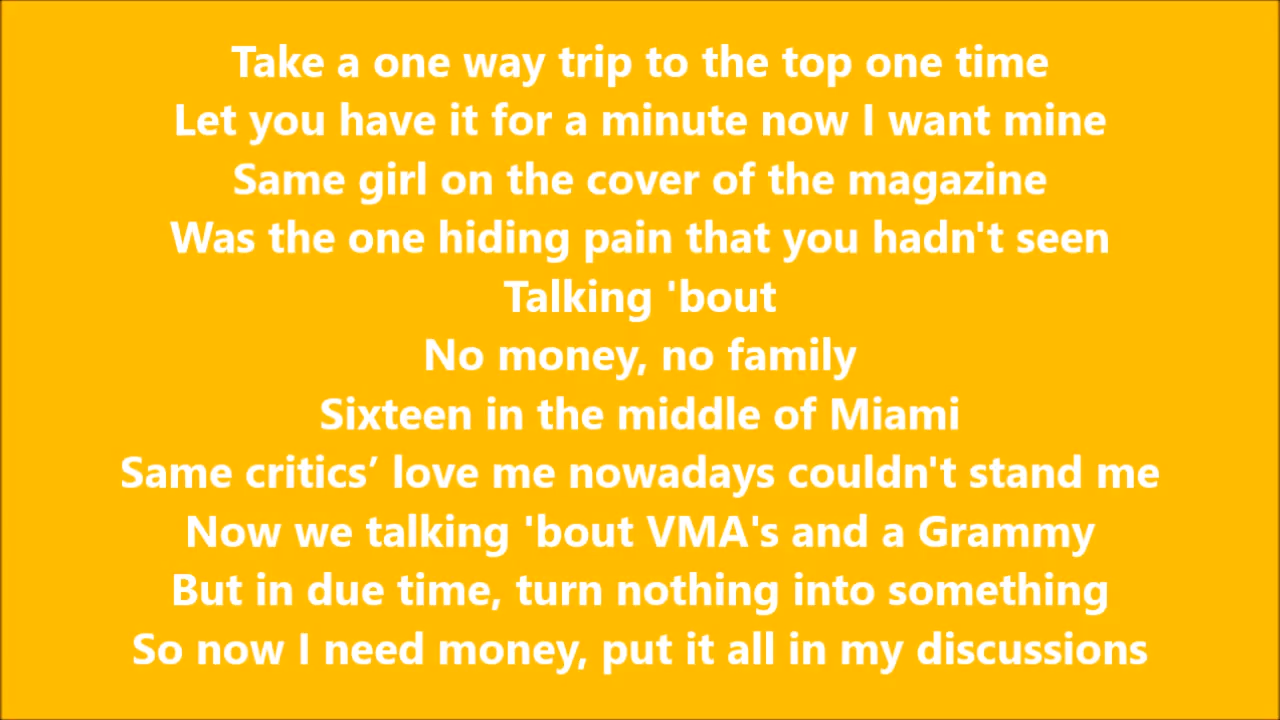 Take a one way trip to the top one time
Let you have it for a minute now I want mine
Same girl on the cover of the magazine
Was the one hiding pain that you hadn't seen
Talking 'bout
No money, no family
Sixteen in the middle of Miami
Same critics’ love me nowadays couldn't stand me
Now we talking 'bout VMA's and a Grammy
But in due time, turn nothing into something
So now I need money, put it all in my discussions